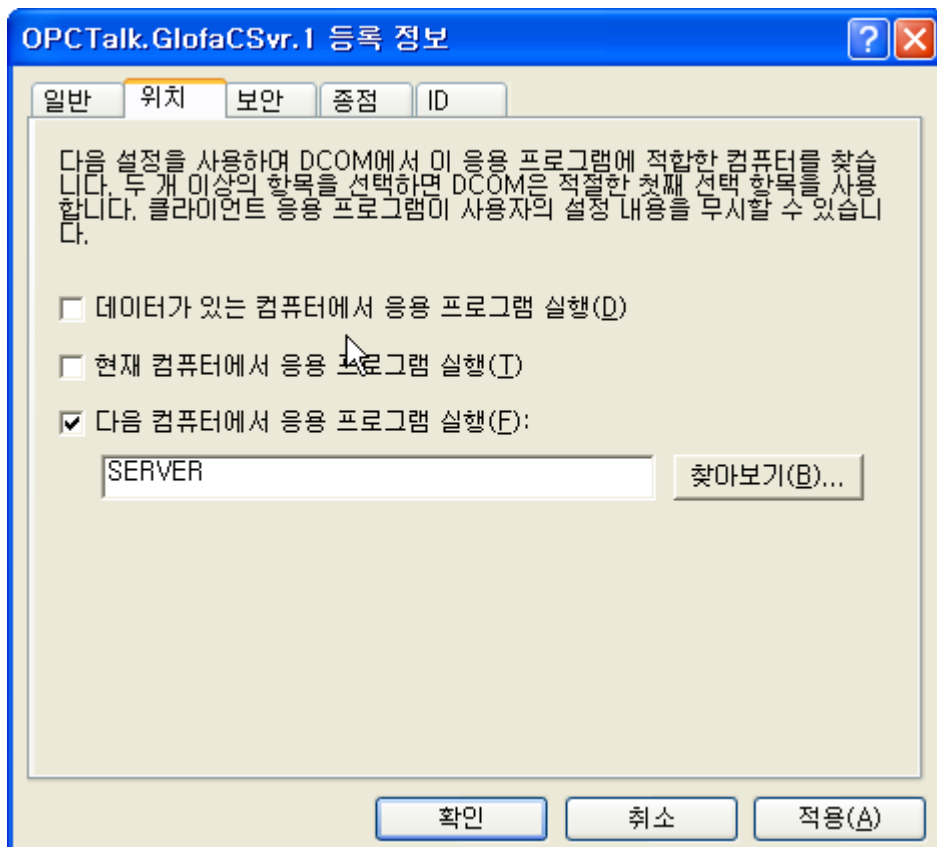 OPCTalk.GlofaCSvr.1 등록 정보
일반 위치 보안 종점 ID
다음 설정을 사용하여 DCOM에서 이 응용 프로그램에 적합한 컴퓨터를 찾습
니다. 두 개 이상의 항목을 선택하면 DCOM은 적절한 첫째 선택 항목을 사용
합니다. 클라이언트 응용 프로그램이 사용자의 설정 내용을 무시할 수 있습니
다.
데이터가 있는 컴퓨터에서 응용 프로그램 실행(D)
현재 컴퓨터에서 응용 프로그램 실행(T)
다음 컴퓨터에서 응용 프로그램 실행(F):
SERVER 찾아보기(B)...
확인 취소 적용(A)